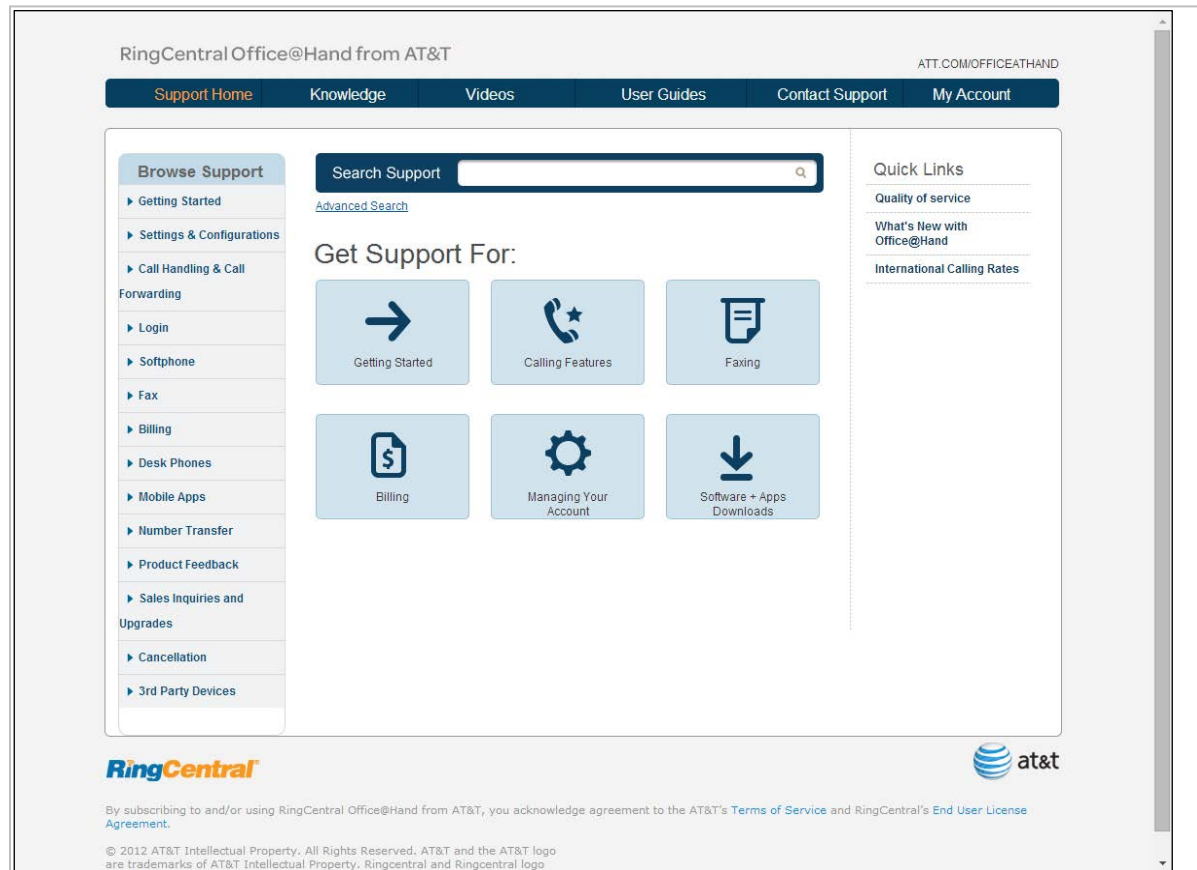 RingCentral Office@Hand from AT&T
ATT.COM/OFFICEATHAND
Support Home
Knowledge
Videos
User Guides
Contact Support
My Account
Browse Support
Getting Started
Settings & Configurations
Call Handling & Call
Forwarding
Login
Softphone
Fax
Billing
Desk Phones
Mobile Apps
Number Transfer
Product Feedback
Sales Inquiries and
Upgrades
Cancellation
3rd Party Devices
Search Support
Advanced Search
Get Support For:
Getting Started
Calling Features
Faxing
$
Billing
Managing Your
Account
Software + Apps
Downloads
Quick Links
Quality of service
What's New with
Office@Hand
International Calling Rates
RingCentral
at&t
By subscribing to and/or using RingCentral Office@Hand from AT&T, you acknowledge agreement to the AT&T's Terms of Service and RingCentral's End User License
Agreement.
© 2012 AT&T Intellectual Property. All Rights Reserved. AT&T and the AT&T logo
are trademarks of AT&T Intellectual Property. Ringcentral and Ringcentral logo